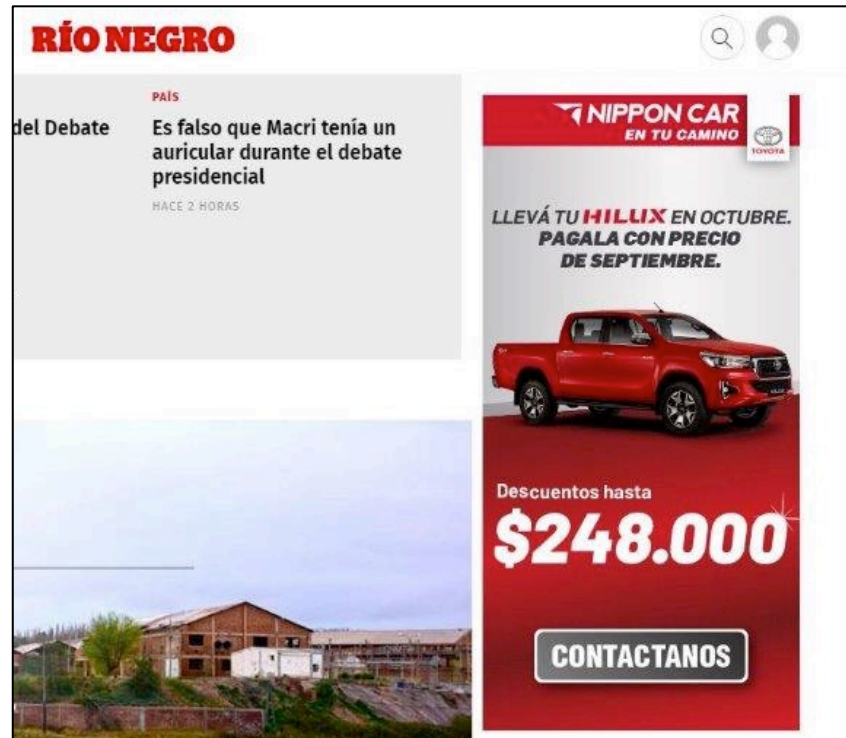 RÍO NEGRO
del Debate
PAÍS
Es falso que Macri tenía un
auricular durante el debate
presidencial
HACE 2 HORAS
NIPPON CAR
EN TU CAMINO
TOYOTA
LLEVÁ TU HILUX EN OCTUBRE.
PAGALA CON PRECIO
DE SEPTIEMBRE.
Descuentos hasta
$248.000
CONTACTANOS